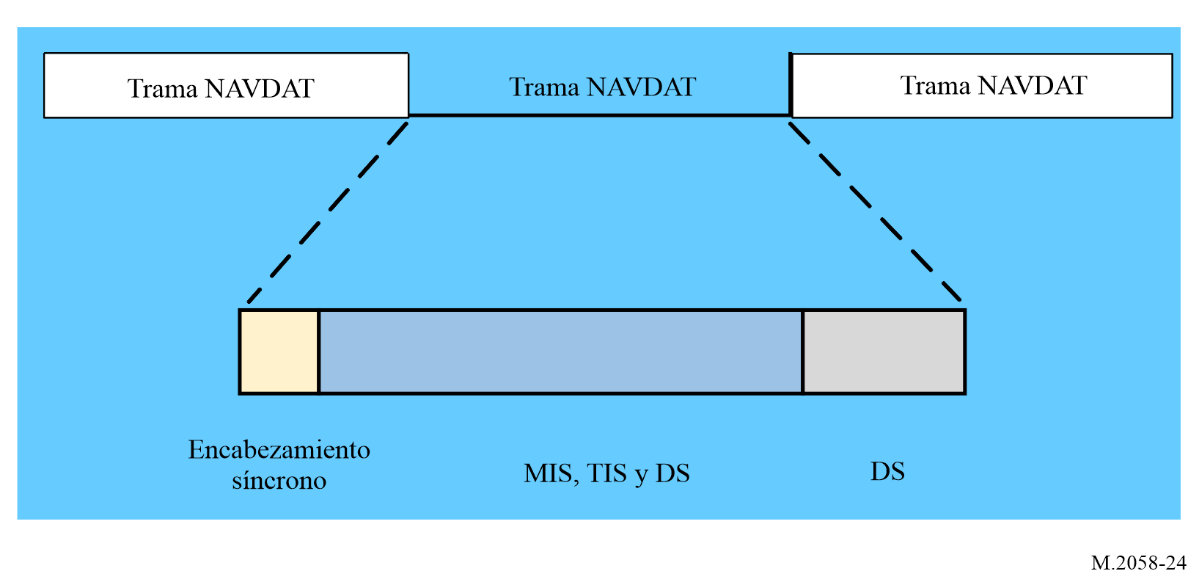 Trama NAVDAT
Trama NAVDAT
Trama NAVDAT
Encabezamiento
síncrono
MIS, TIS y DS
DS
M.2058-24